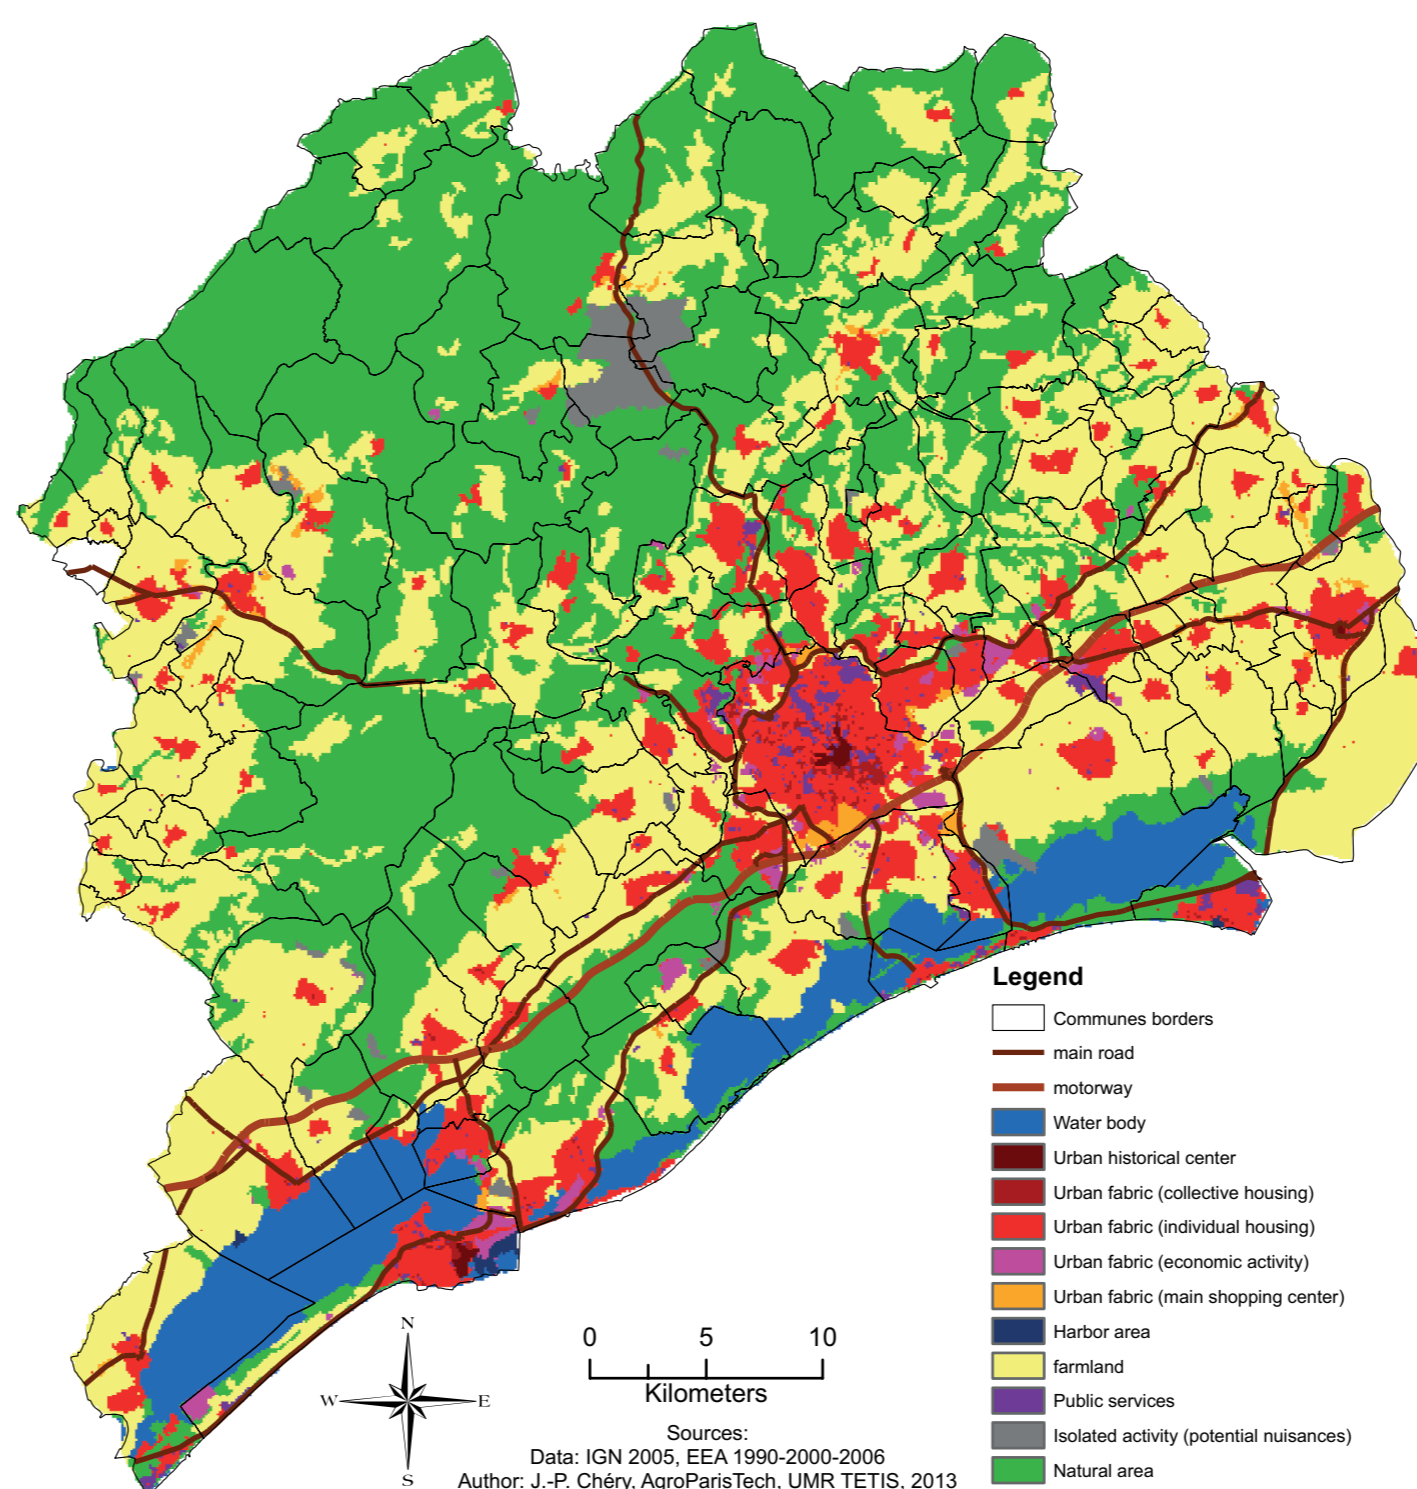 Legend
Communes borders
main road
motorway
Water body
Urban historical center
Urban fabric (collective housing)
Urban fabric (individual housing)
Urban fabric (economic activity)
Urban fabric (main shopping center)
Harbor area
farmland
Public services
Isolated activity (potential nuisances)
Natural area
N
W E
S
0 5 10
Kilometers
Sources:
Data: IGN 2005, EEA 1990-2000-2006
Author: J.-P. Chéry, AgroParisTech, UMR TETIS, 2013